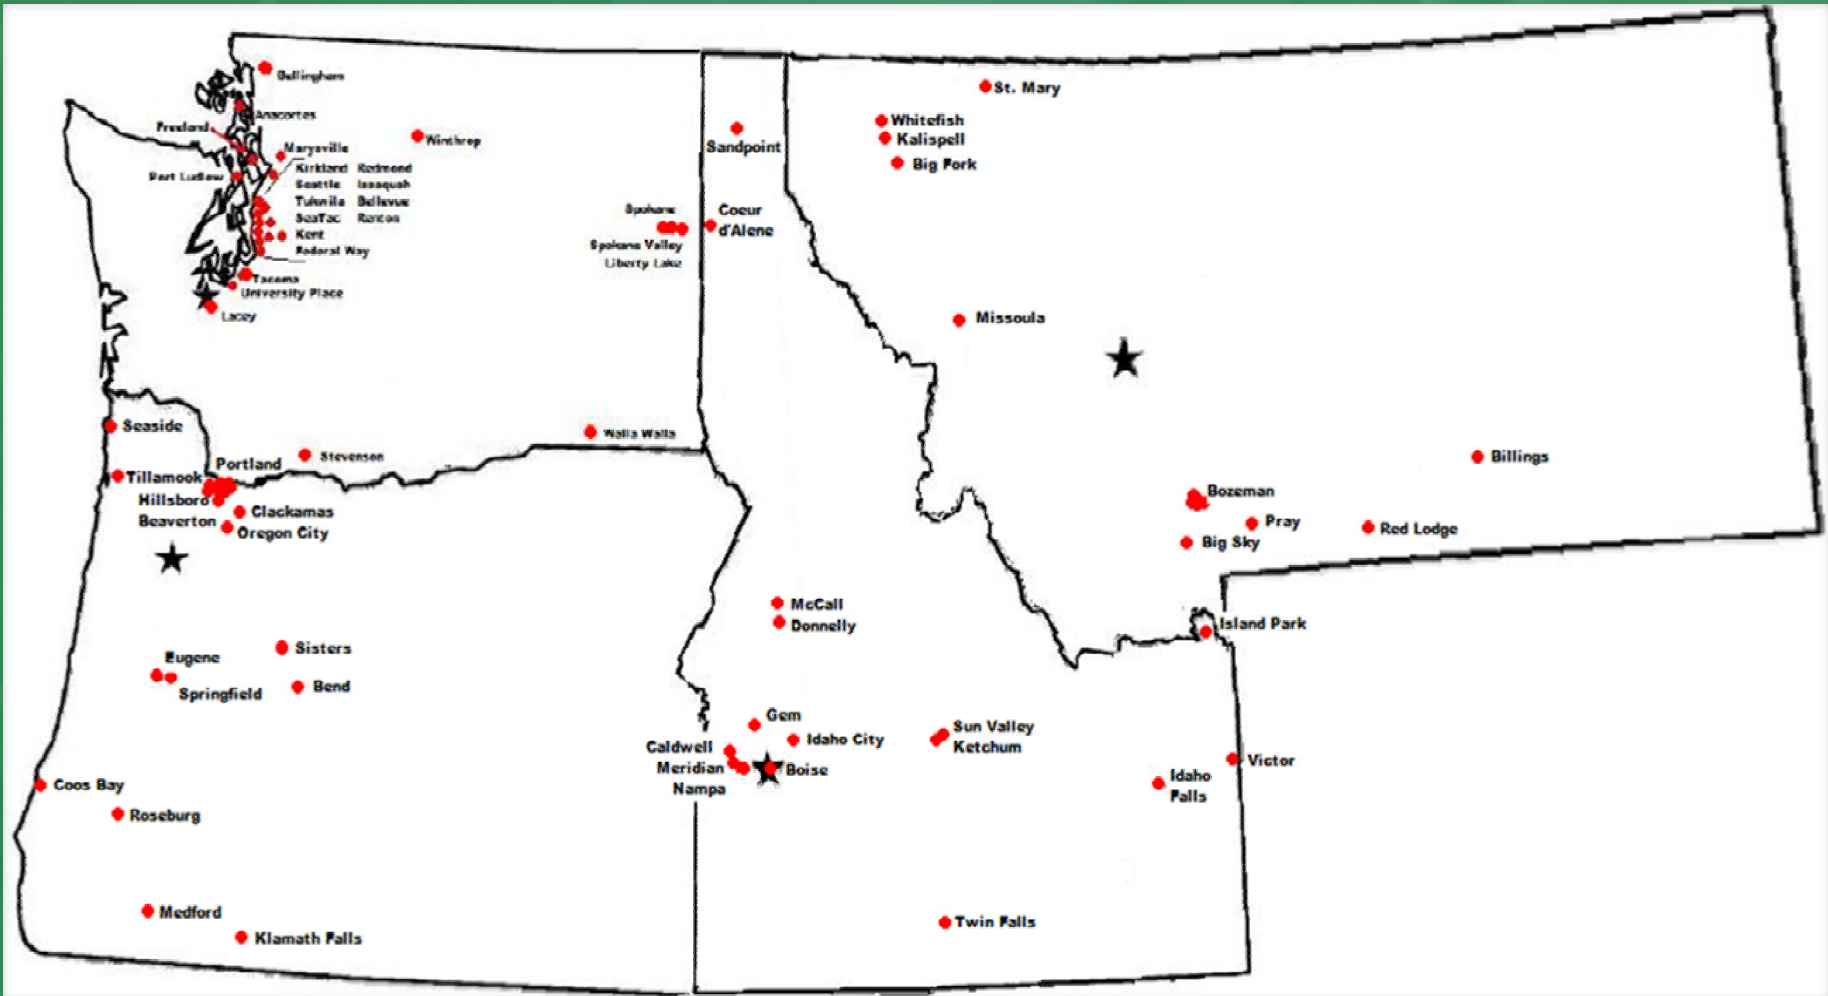 Bellingham
Anacortes
Freeland
Winthrop
Marysville
Port Ludlow
Kirkland Redmond
Seattle Issaquah
Tukwila Bellevue
SeaTac Renton
Kent
Federal Way
Tacoma
University Place
Lacey
Spokane
Spokane Valley
Liberty Lake
Walla Walla
Stevenson
Sandpoint
Coeur
d'Alene
St. Mary
Whitefish
Kalispell
Big Fork
Missoula
Billings
Bozeman
Pray
Red Lodge
Big Sky
Seaside
Portland
Tillamook
Hillsboro
Beaverton
Clackamas
Oregon City
Eugene
Springfield
Sisters
Bend
Coos Bay
Roseburg
Medford
Klamath Falls
McCall
Donnelly
Island Park
Gem
Idaho City
Caldwell
Meridian
Nampa
Boise
Sun Valley
Ketchum
Victor
Idaho
Falls
Twin Falls